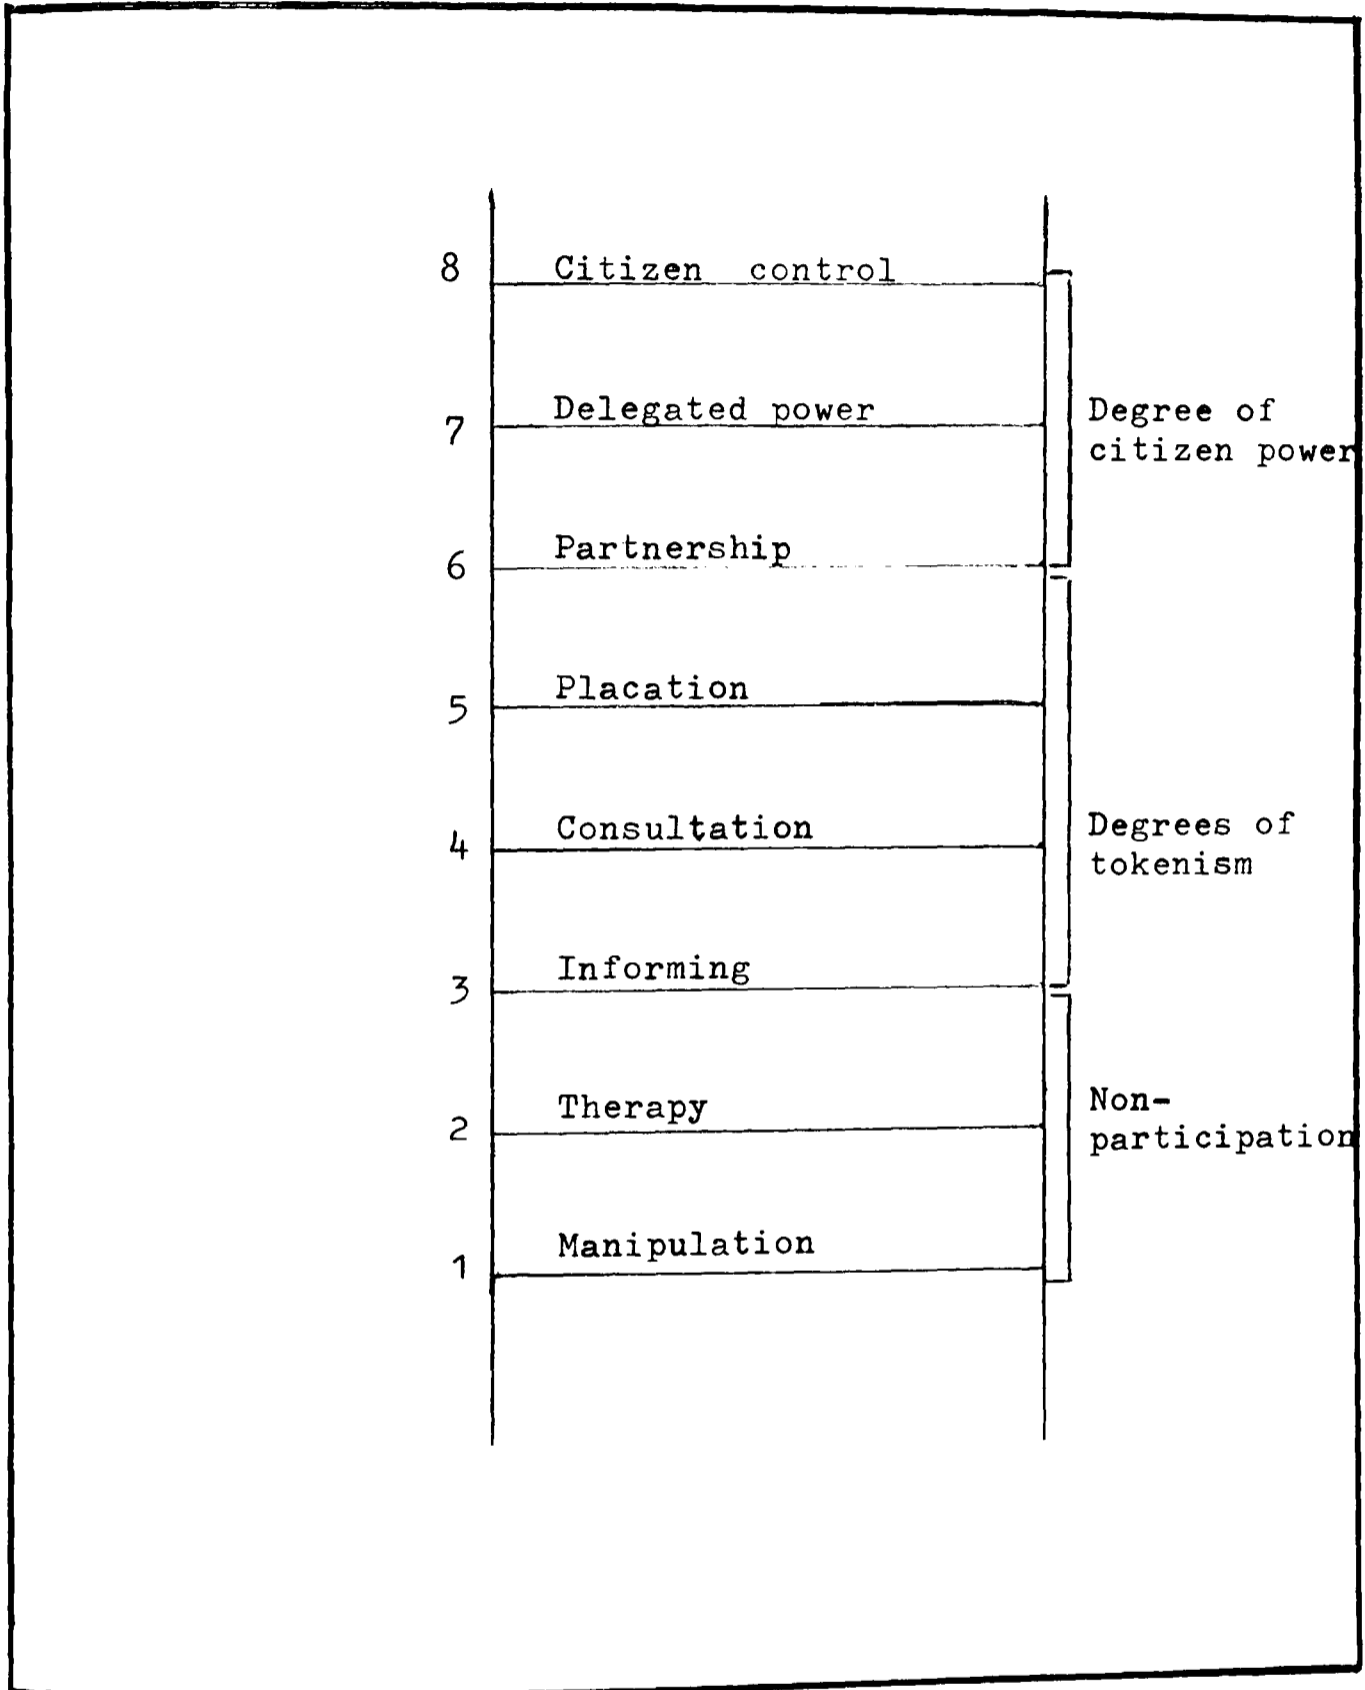 8 Citizen control
7 Delegated power
Degree of
citizen power
6 Partnership
5 Placation
4 Consultation
Degrees of
tokenism
3 Informing
2 Therapy
Non-
participation
1 Manipulation